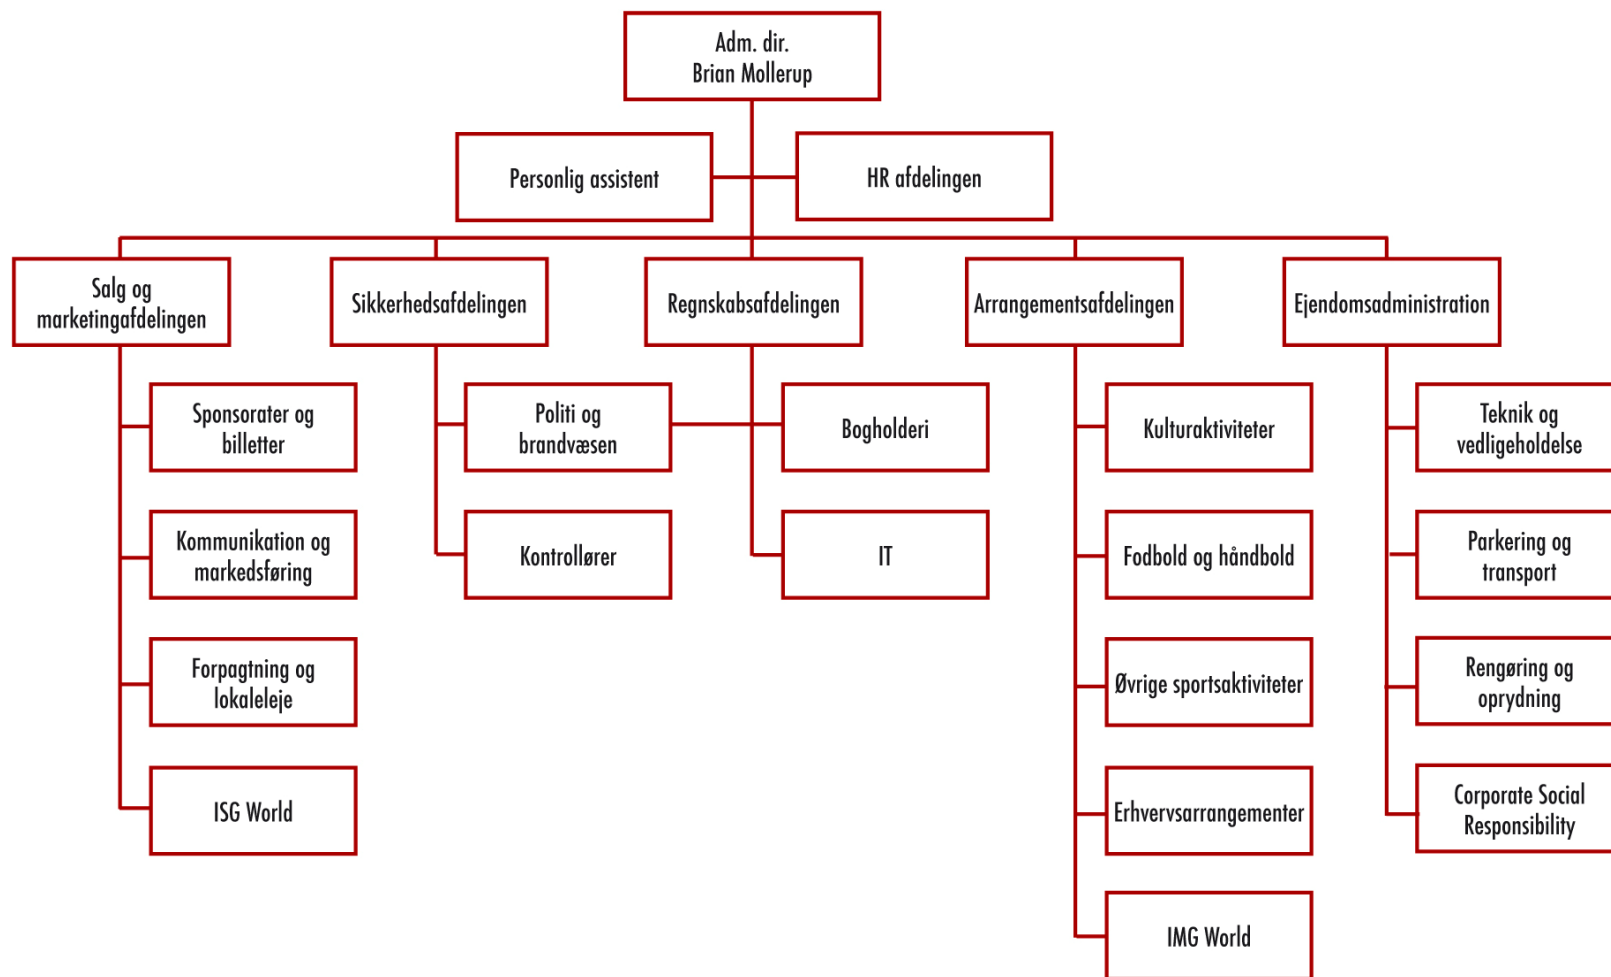 Adm. dir.
Brian Mollerup
Personlig assistent
HR afdelingen
Salg og
marketingafdelingen
Sikkerhedsafdelingen
Regnskabsafdelingen
Arrangementsafdelingen
Ejendomsadministration
Sponsorater og
billetter
Politi og
brandvæsen
Bogholderi
Kulturaktiviteter
Teknik og
vedligeholdelse
Kommunikation og
markedsføring
Kontrollører
IT
Fodbold og håndbold
Parkering og
transport
Forpagtning og
lokaleleje
Øvrige sportsaktiviteter
Rengøring og
oprydning
ISG World
Erhvervsarrangementer
Corporate Social
Responsibility
IMG World